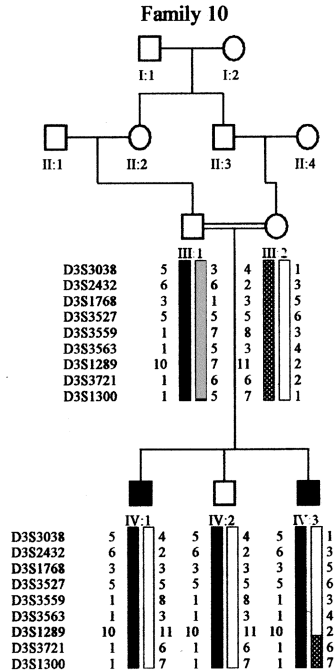 Family 10
I:1 I:2
II:1 II:2 II:3 II:4
III:1 III:2
D3S3038 5 3 4 1
D3S2432 6 6 2 3
D3S1768 3 1 3 5
D3S3527 5 5 5 6
D3S3559 1 7 8 3
D3S3563 1 5 3 4
D3S1289 10 7 11 2
D3S3721 1 6 6 2
D3S1300 1 5 7 1
IV:1 IV:2 IV:3
D3S3038 5 4 5 4 5 1
D3S2432 6 2 6 2 6 3
D3S1768 3 3 3 3 3 5
D3S3527 5 5 5 5 5 6
D3S3559 1 8 1 8 1 3
D3S3563 1 3 1 3 1 4
D3S1289 10 11 10 11 10 2
D3S3721 1 6 1 6 1 6
D3S1300 1 7 1 7 1 7